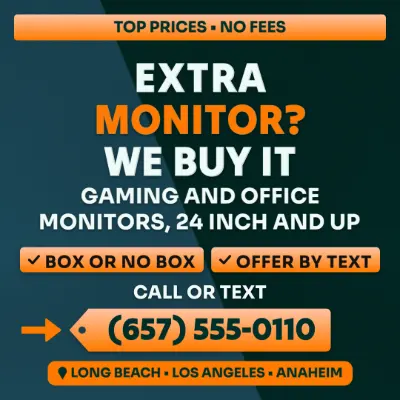 TOP PRICES • NO FEES
EXTRA
MONITOR?
WE BUY IT
GAMING AND OFFICE
MONITORS, 24 INCH AND UP
✓ BOX OR NO BOX ✓ OFFER BY TEXT
CALL OR TEXT
(657) 555-0110
LONG BEACH • LOS ANGELES • ANAHEIM